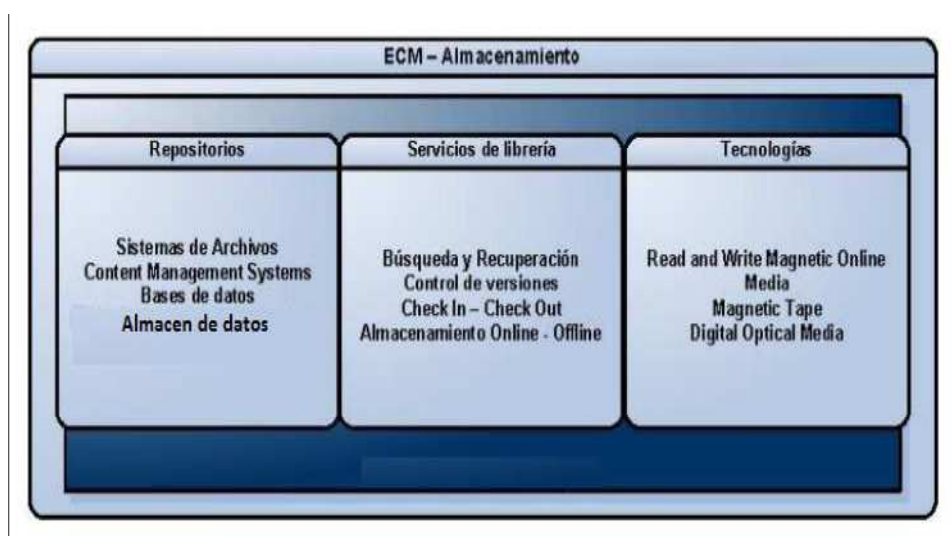 ECM – Almacenamiento
Repositorios
Sistemas de Archivos
Content Management Systems
Bases de datos
Almacen de datos
Servicios de librería
Búsqueda y Recuperación
Control de versiones
Check In – Check Out
Almacenamiento Online - Offline
Tecnologías
Read and Write Magnetic Online
Media
Magnetic Tape
Digital Optical Media